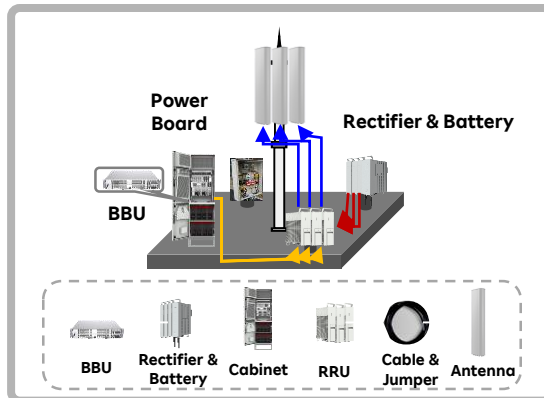 Power
Board
Rectifier & Battery
BBU
BBU
Rectifier &
Battery
Cabinet
RRU
Cable &
Jumper
Antenna